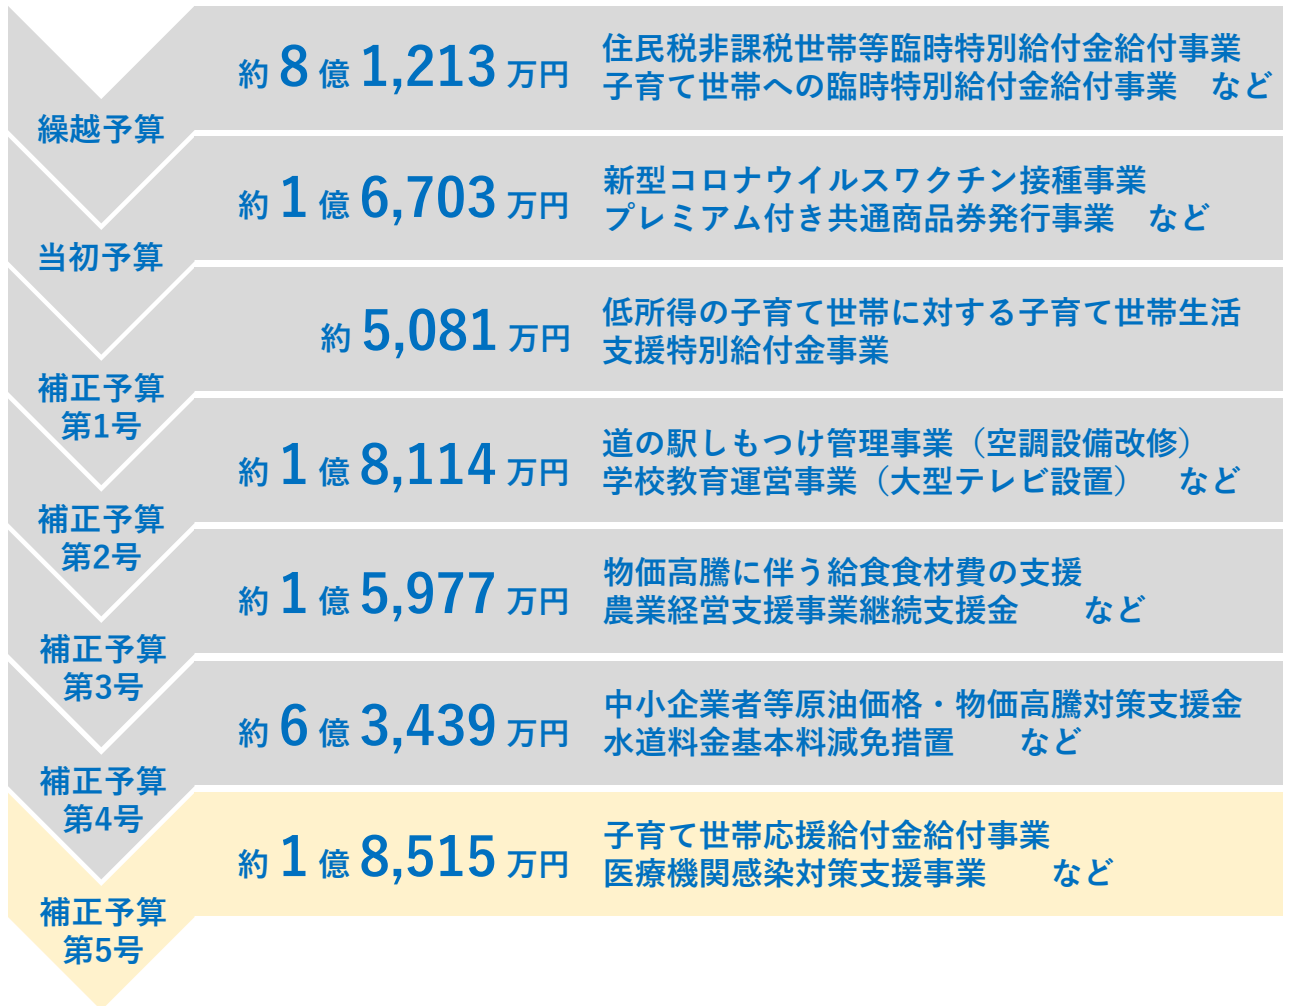 約 8 億 1,213 万円
住民税非課税世帯等臨時特別給付金給付事業
子育て世帯への臨時特別給付金給付事業　など
繰越予算
約 1 億 6,703 万円
新型コロナウイルスワクチン接種事業
プレミアム付き共通商品券発行事業　など
当初予算
約 5,081 万円
低所得の子育て世帯に対する子育て世帯生活
支援特別給付金事業
補正予算
第1号
約 1 億 8,114 万円
道の駅しもつけ管理事業（空調設備改修）
学校教育運営事業（大型テレビ設置）　など
補正予算
第2号
約 1 億 5,977 万円
物価高騰に伴う給食食材費の支援
農業経営支援事業継続支援金　　など
補正予算
第3号
約 6 億 3,439 万円
中小企業者等原油価格・物価高騰対策支援金
水道料金基本料減免措置　　など
補正予算
第4号
約 1 億 8,515 万円
子育て世帯応援給付金給付事業
医療機関感染対策支援事業　　など
補正予算
第5号